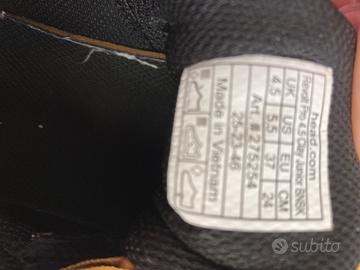 head.com
Revolt Pro 4.5 Clay Junior BNSK
UK US EU CM
4.5 5.5 37 24
Art. #:275254
25-23.46
Made in Vietnam
subito